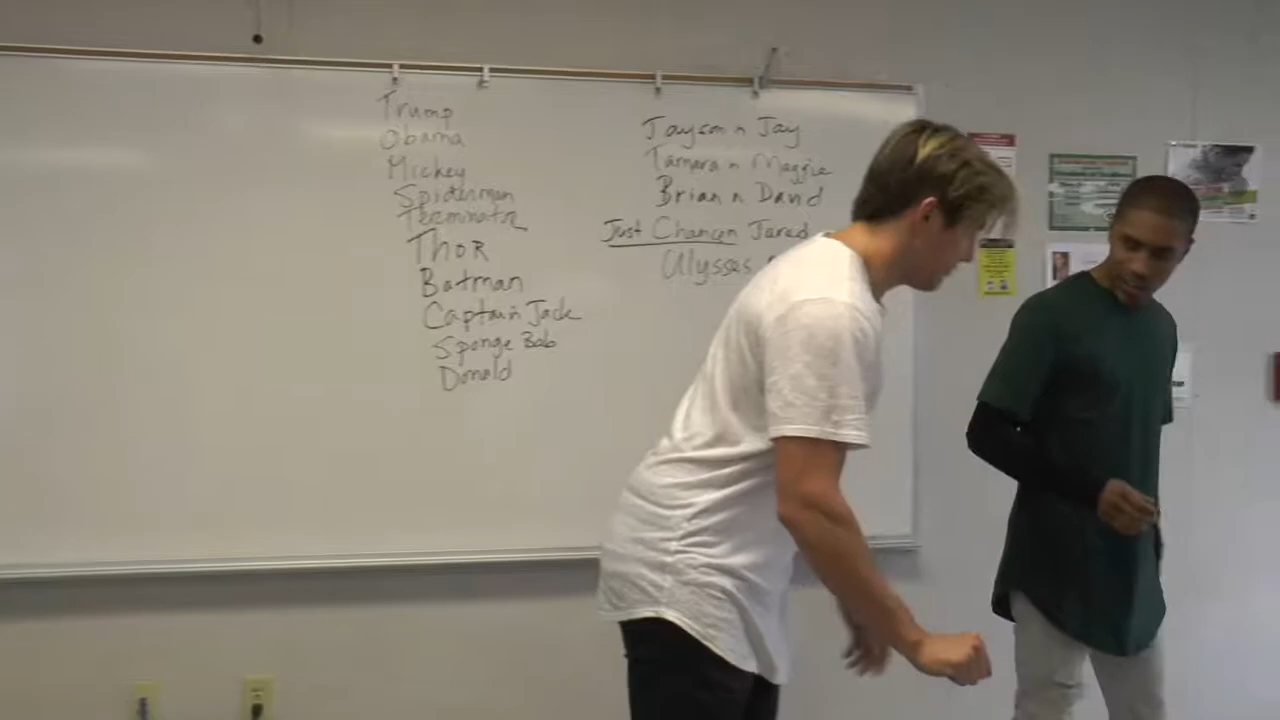 Trump
Obama
Mickey
Spiderman
Terminator
Thor
Batman
Captain Jack
Sponge Bob
Donald
Jayson n Jay
Tamara n Maggie
Brian n David
Just Chance n Jared
Ulysses